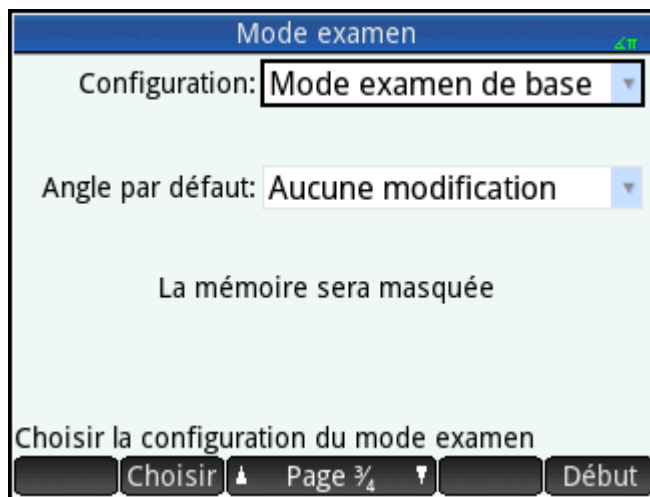 Mode examen
∡π
Configuration: Mode examen de base
Angle par défaut: Aucune modification
La mémoire sera masquée
Choisir la configuration du mode examen
Choisir Page ¾ Début